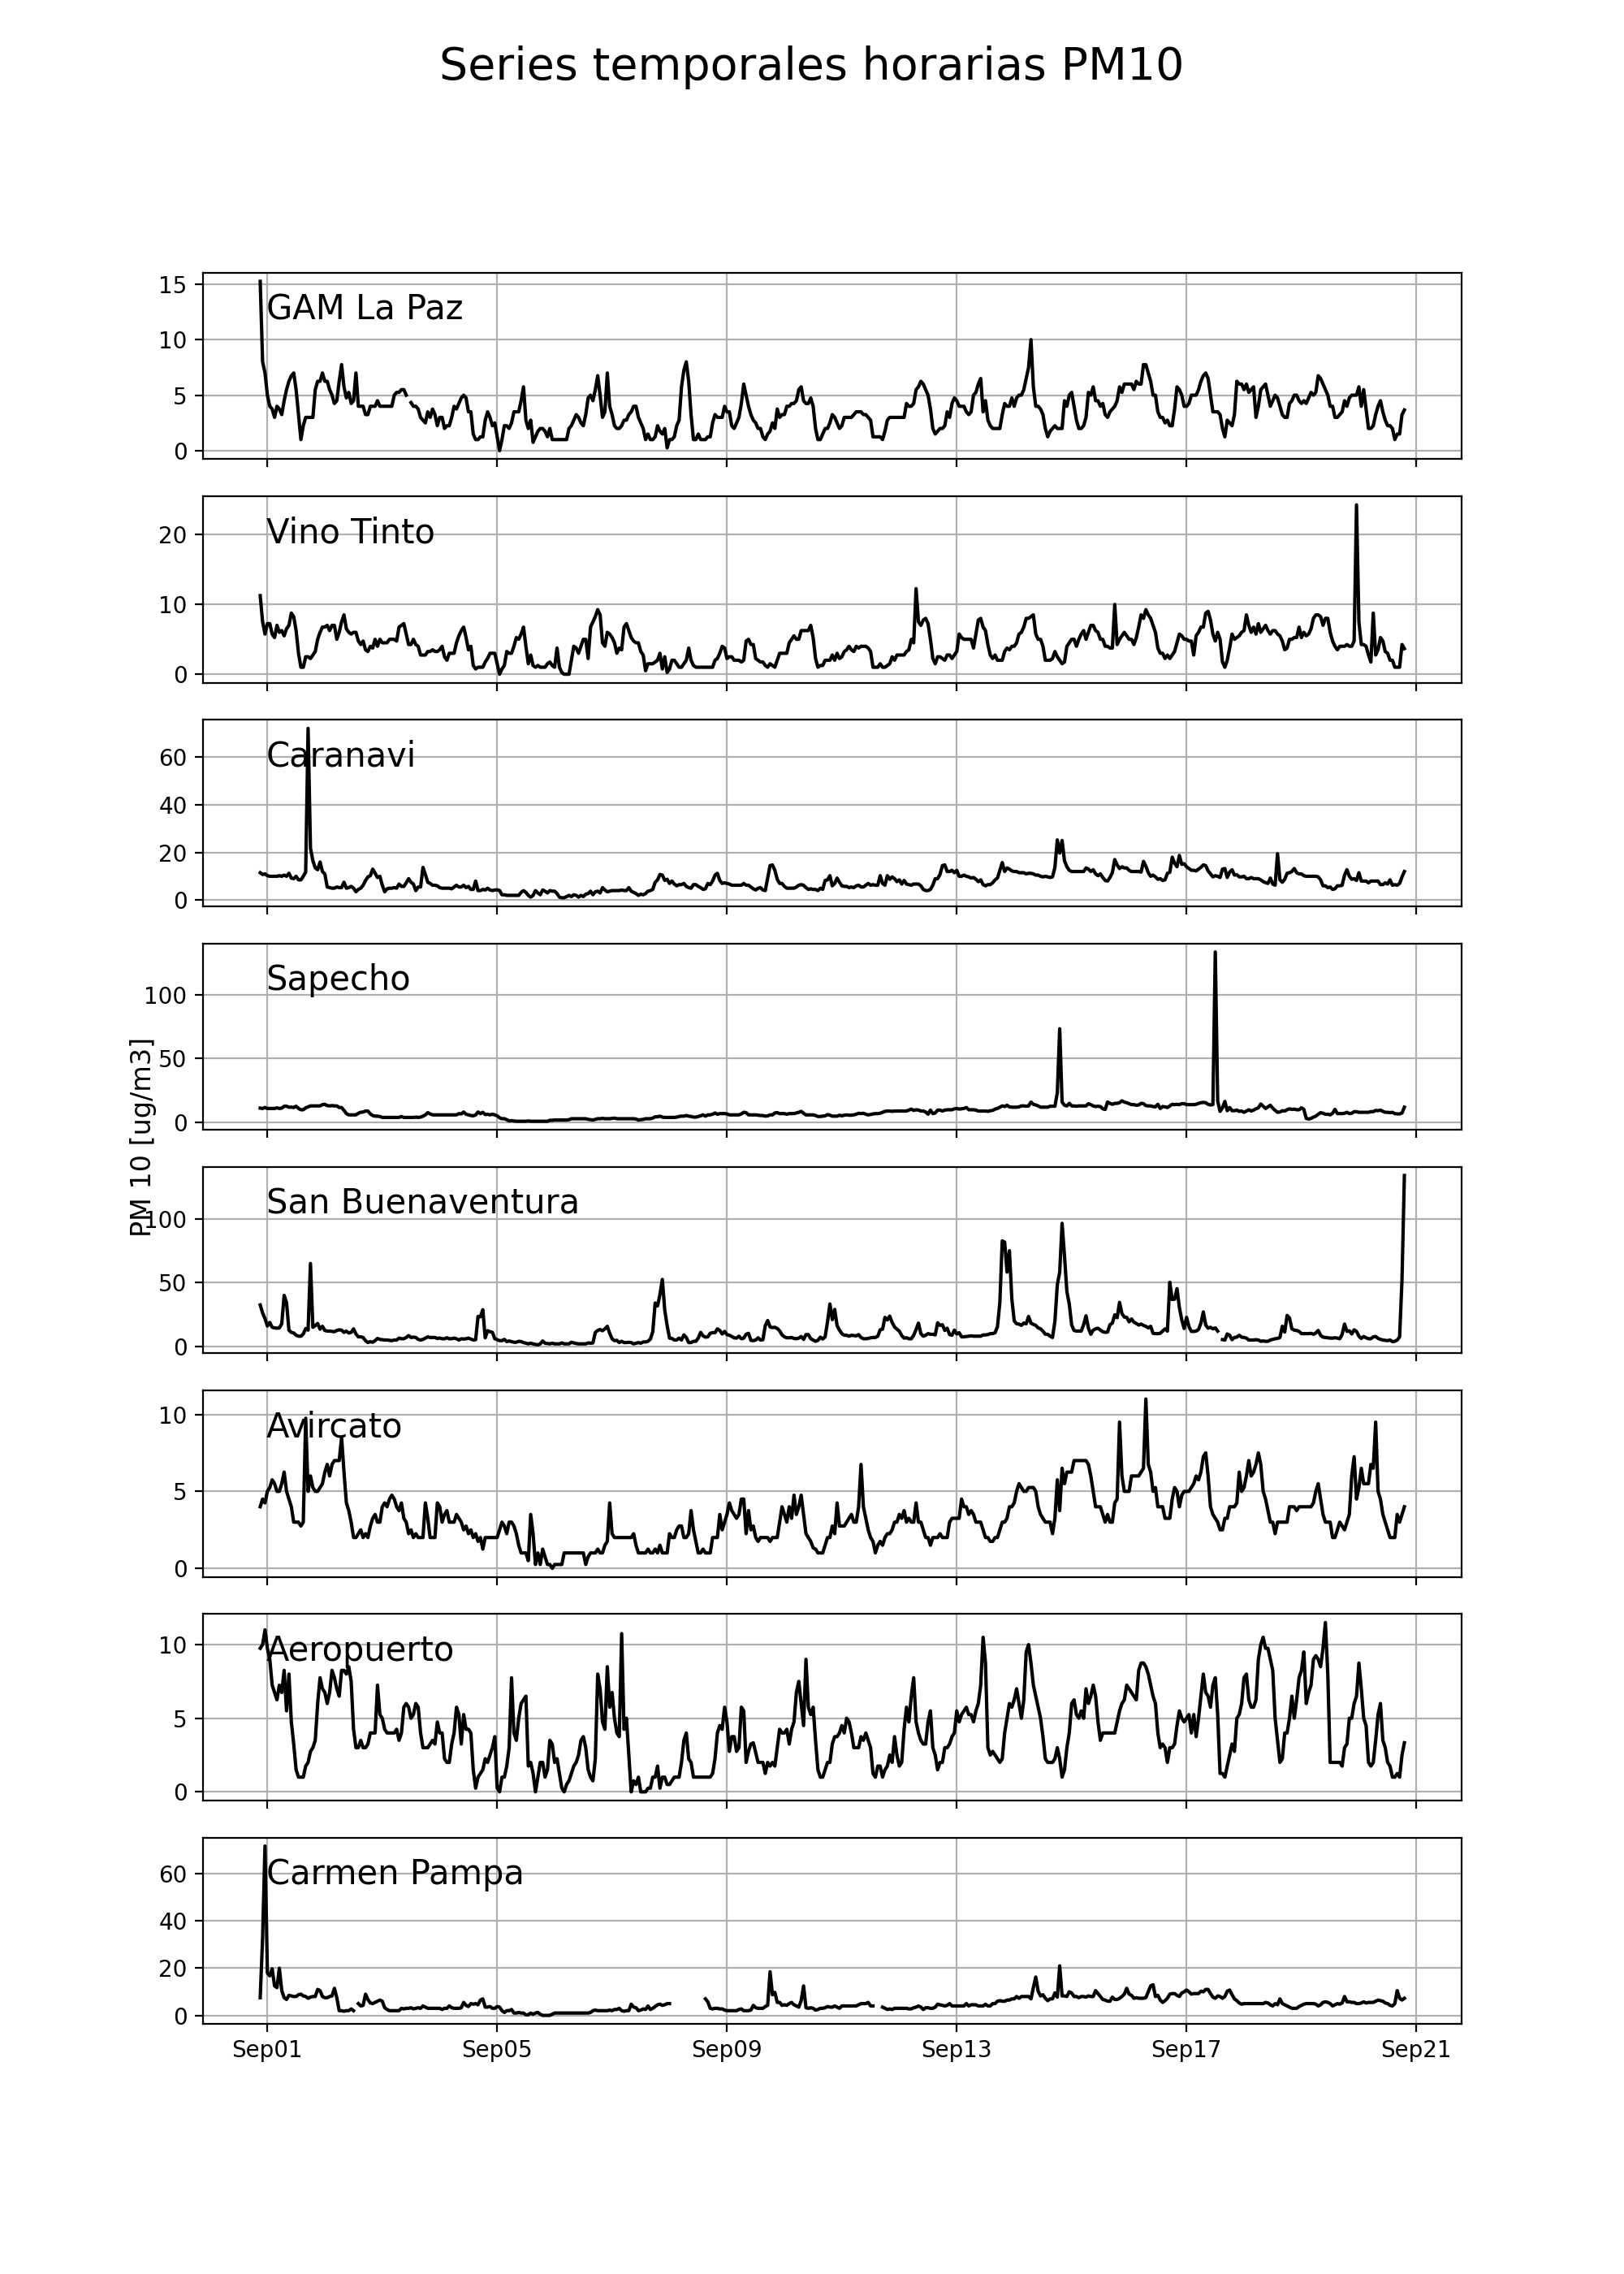 Series temporales horarias PM10
PM 10 [ug/m3]
GAM La Paz
15
10
5
0
Vino Tinto
20
10
0
Caranavi
60
40
20
0
Sapecho
100
50
0
San Buenaventura
100
50
0
Avircato
10
5
0
Aeropuerto
10
5
0
Carmen Pampa
60
40
20
0
Sep01 Sep05 Sep09 Sep13 Sep17 Sep21